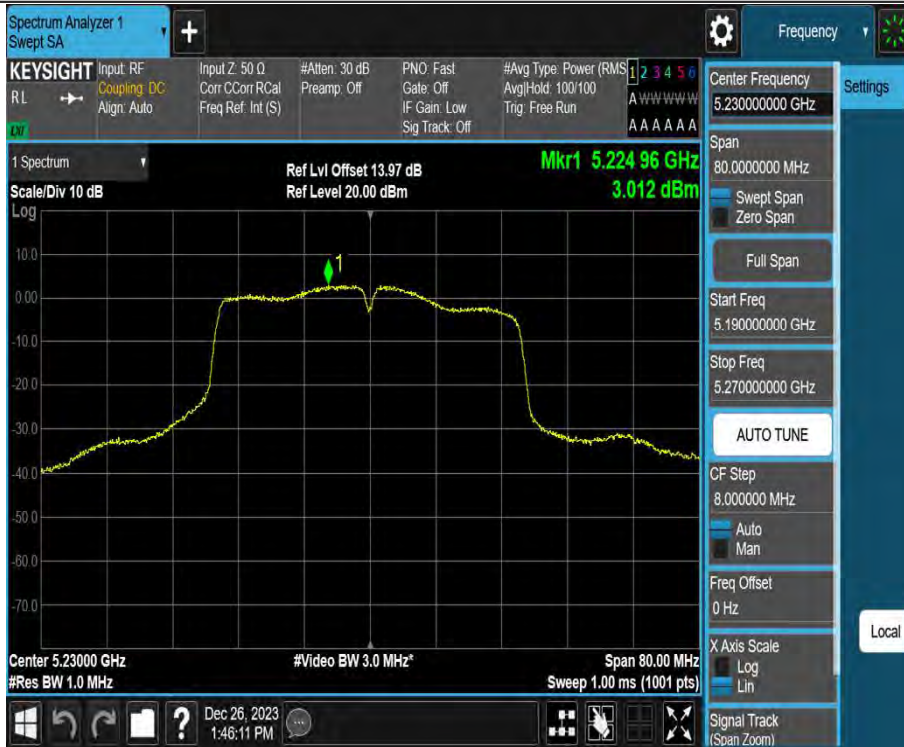 Spectrum Analyzer 1
Swept SA
+
Frequency
KEYSIGHT
R L
LXI
Input: RF
Coupling: DC
Align: Auto
Input Z: 50 Ω
Corr CCorr RCal
Freq Ref: Int (S)
#Atten: 30 dB
Preamp: Off
PNO: Fast
Gate: Off
IF Gain: Low
Sig Track: Off
#Avg Type: Power (RMS
Avg|Hold: 100/100
Trig: Free Run
1 2 3 4 5 6
A W W W W W
A A A A A A
1 Spectrum
Scale/Div 10 dB
Log
Ref Lvl Offset 13.97 dB
Ref Level 20.00 dBm
Mkr1 5.224 96 GHz
3.012 dBm
1
10.0
0.00
-10.0
-20.0
-30.0
-40.0
-50.0
-60.0
-70.0
Center 5.23000 GHz
#Res BW 1.0 MHz
#Video BW 3.0 MHz*
Span 80.00 MHz
Sweep 1.00 ms (1001 pts)
?
Dec 26, 2023
1:46:11 PM
Center Frequency
5.230000000 GHz
Span
80.0000000 MHz
Swept Span
Zero Span
Full Span
Start Freq
5.190000000 GHz
Stop Freq
5.270000000 GHz
AUTO TUNE
CF Step
8.000000 MHz
Auto
Man
Freq Offset
0 Hz
X Axis Scale
Log
Lin
Signal Track
(Span Zoom)
Settings
Local